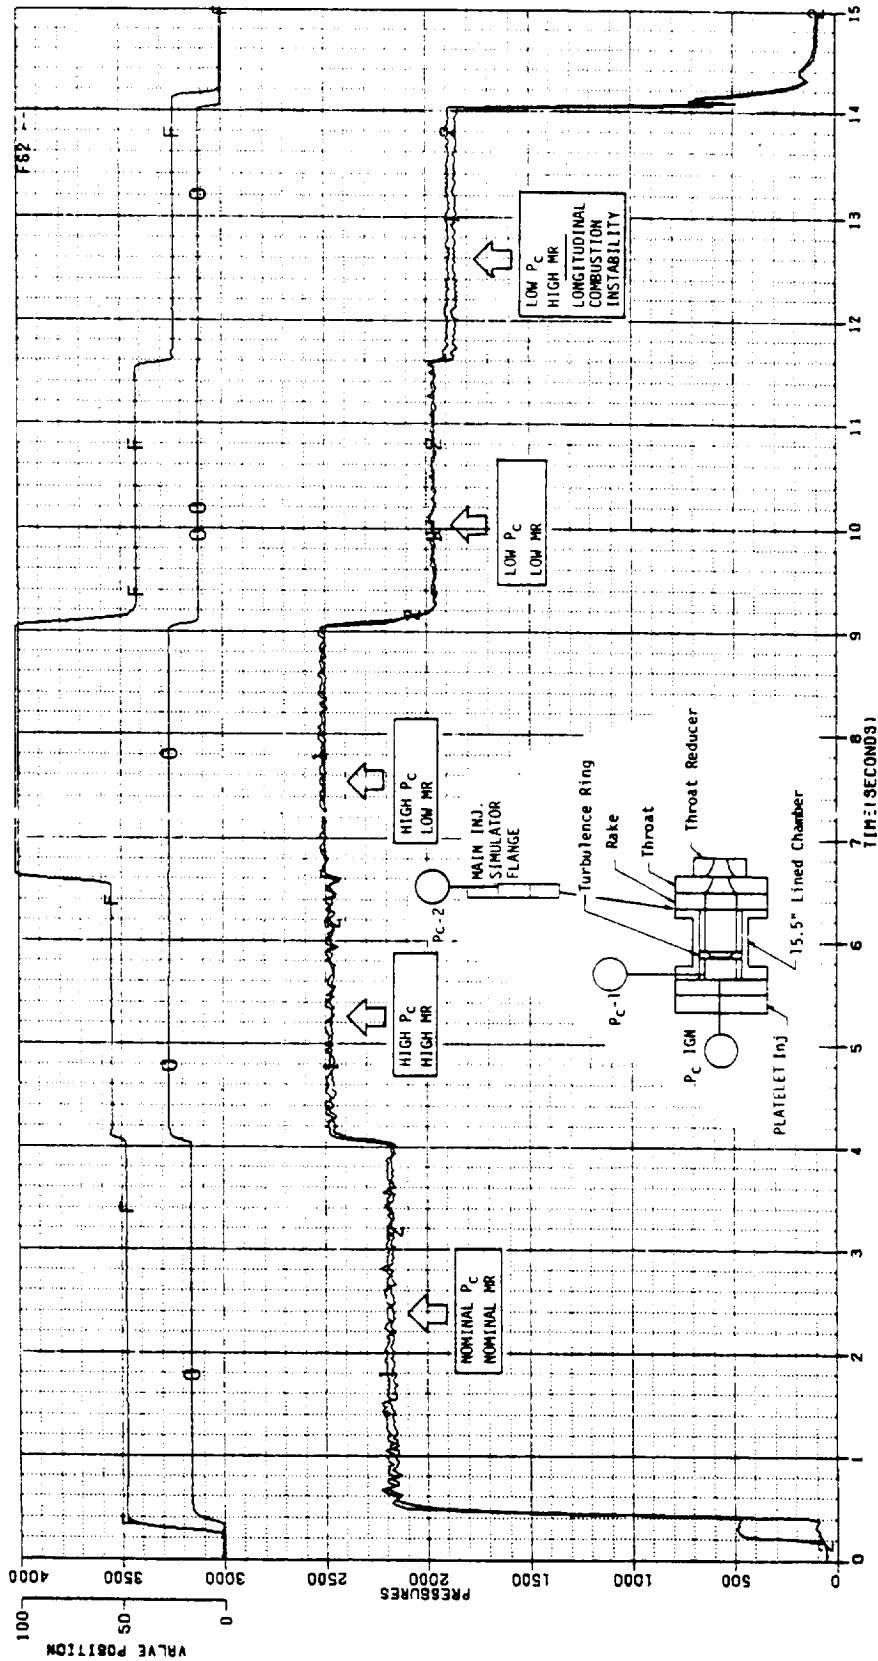 FS2 --
VALVE POSITION
100
50
0
PRESSURES
4000
3500
3000
2500
2000
1500
1000
500
0
F
F
F
F
F
F
O
O
O
O
O
O
NOMINAL PC
NOMINAL MR
HIGH PC
HIGH MR
HIGH PC
LOW MR
LOW PC
LOW MR
LOW PC
HIGH MR
LONGITUDINAL
COMBUSTION
INSTABILITY
PC-2
MAIN INJ.
SIMULATOR
FLANGE
Turbulence Ring
Rake
Throat
Throat Reducer
PC-1
PC IGN
PLATELET Inj
15.5" Lined Chamber
0
1
2
3
4
5
6
7
8
9
10
11
12
13
14
15
TIME(SECONDS)